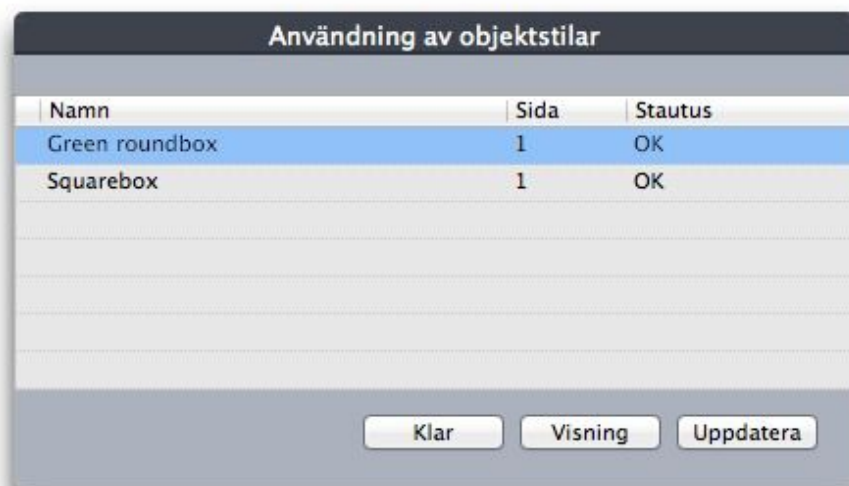 Användning av objektstilar
Namn Sida Stautus
Green roundbox 1 OK
Squarebox 1 OK
Klar Visning Uppdatera